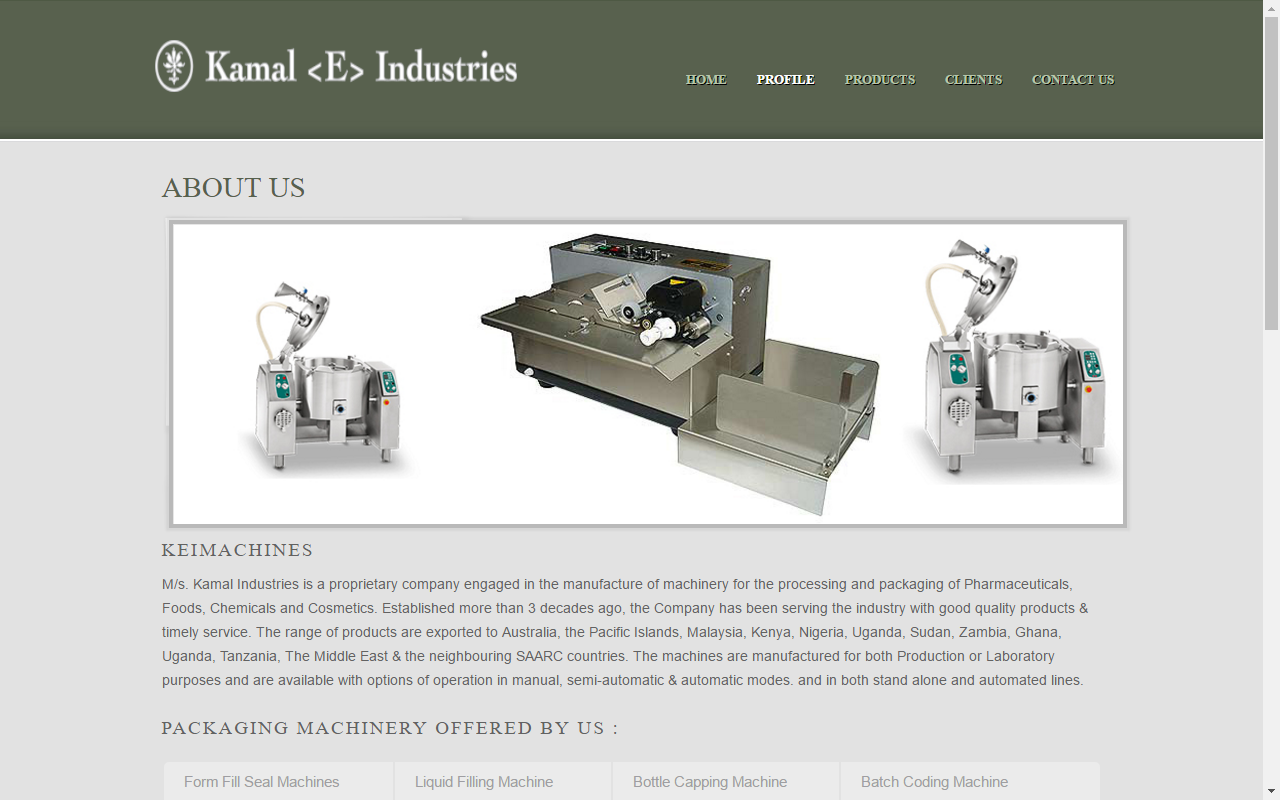 Kamal <E> Industries
HOME PROFILE PRODUCTS CLIENTS CONTACT US
ABOUT US
KEIMACHINES
M/s. Kamal Industries is a proprietary company engaged in the manufacture of machinery for the processing and packaging of Pharmaceuticals,
Foods, Chemicals and Cosmetics. Established more than 3 decades ago, the Company has been serving the industry with good quality products &
timely service. The range of products are exported to Australia, the Pacific Islands, Malaysia, Kenya, Nigeria, Uganda, Sudan, Zambia, Ghana,
Uganda, Tanzania, The Middle East & the neighbouring SAARC countries. The machines are manufactured for both Production or Laboratory
purposes and are available with options of operation in manual, semi-automatic & automatic modes. and in both stand alone and automated lines.
PACKAGING MACHINERY OFFERED BY US :
Form Fill Seal Machines Liquid Filling Machine Bottle Capping Machine Batch Coding Machine